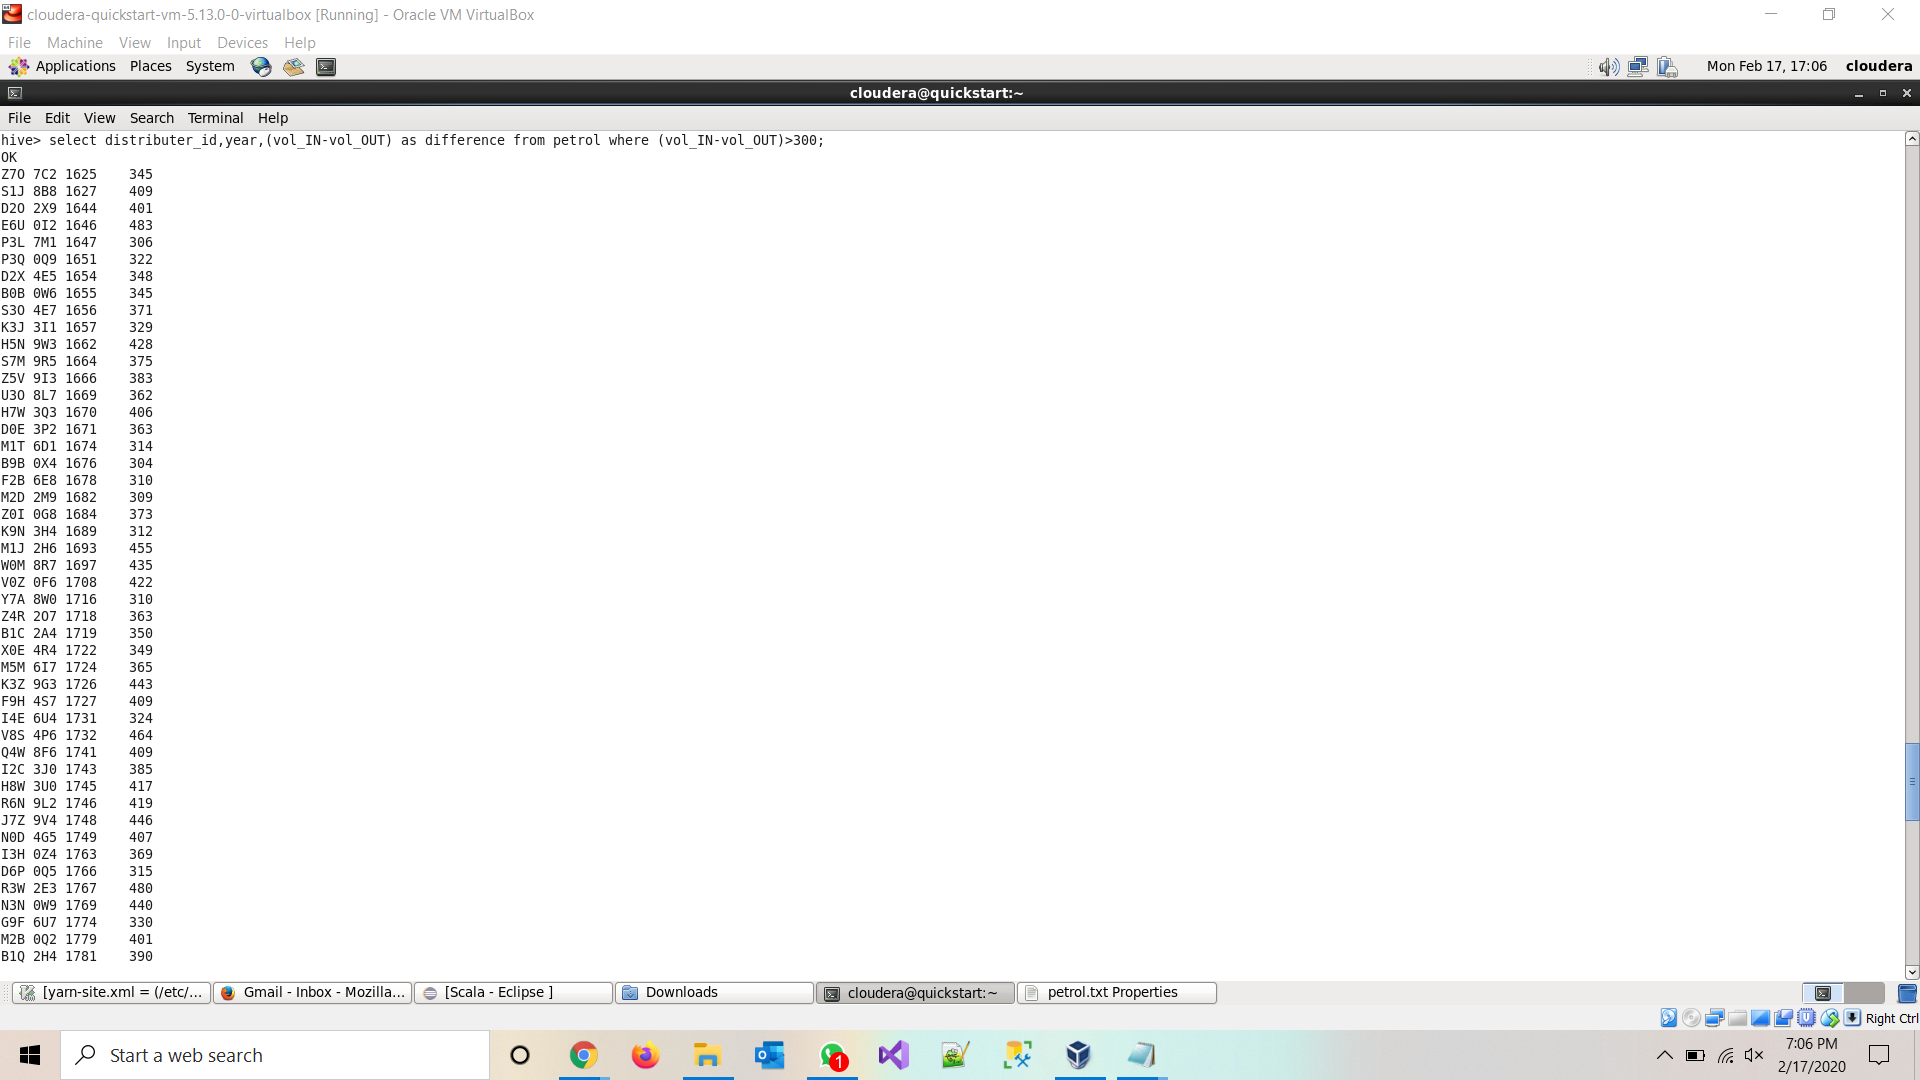 cloudera-quickstart-vm-5.13.0-0-virtualbox [Running] - Oracle VM VirtualBox
File Machine View Input Devices Help
Applications Places System Mon Feb 17, 17:06 cloudera
cloudera@quickstart:~
File Edit View Search Terminal Help
hive> select distributer_id,year,(vol_IN-vol_OUT) as difference from petrol where (vol_IN-vol_OUT)>300;
OK
Z7O 7C2 1625 345
S1J 8B8 1627 409
D2O 2X9 1644 401
E6U 0I2 1646 483
P3L 7M1 1647 306
P3Q 0Q9 1651 322
D2X 4E5 1654 348
B0B 0W6 1655 345
S3O 4E7 1656 371
K3J 3I1 1657 329
H5N 9W3 1662 428
S7M 9R5 1664 375
Z5V 9I3 1666 383
U3O 8L7 1669 362
H7W 3Q3 1670 406
D0E 3P2 1671 363
M1T 6D1 1674 314
B9B 0X4 1676 304
F2B 6E8 1678 310
M2D 2M9 1682 309
Z0I 0G8 1684 373
K9N 3H4 1689 312
M1J 2H6 1693 455
W0M 8R7 1697 435
V0Z 0F6 1708 422
Y7A 8W0 1716 310
Z4R 2O7 1718 363
B1C 2A4 1719 350
X0E 4R4 1722 349
M5M 6I7 1724 365
K3Z 9G3 1726 443
F9H 4S7 1727 409
I4E 6U4 1731 324
V8S 4P6 1732 464
Q4W 8F6 1741 409
I2C 3J0 1743 385
H8W 3U0 1745 417
R6N 9L2 1746 419
J7Z 9V4 1748 446
N0D 4G5 1749 407
I3H 0Z4 1763 369
D6P 0Q5 1766 315
R3W 2E3 1767 480
N3N 0W9 1769 440
G9F 6U7 1774 330
M2B 0Q2 1779 401
B1Q 2H4 1781 390
[yarn-site.xml = (/etc/... Gmail - Inbox - Mozilla... [Scala - Eclipse ] Downloads cloudera@quickstart:~ petrol.txt Properties
Right Ctrl
Start a web search 1 7:06 PM
2/17/2020